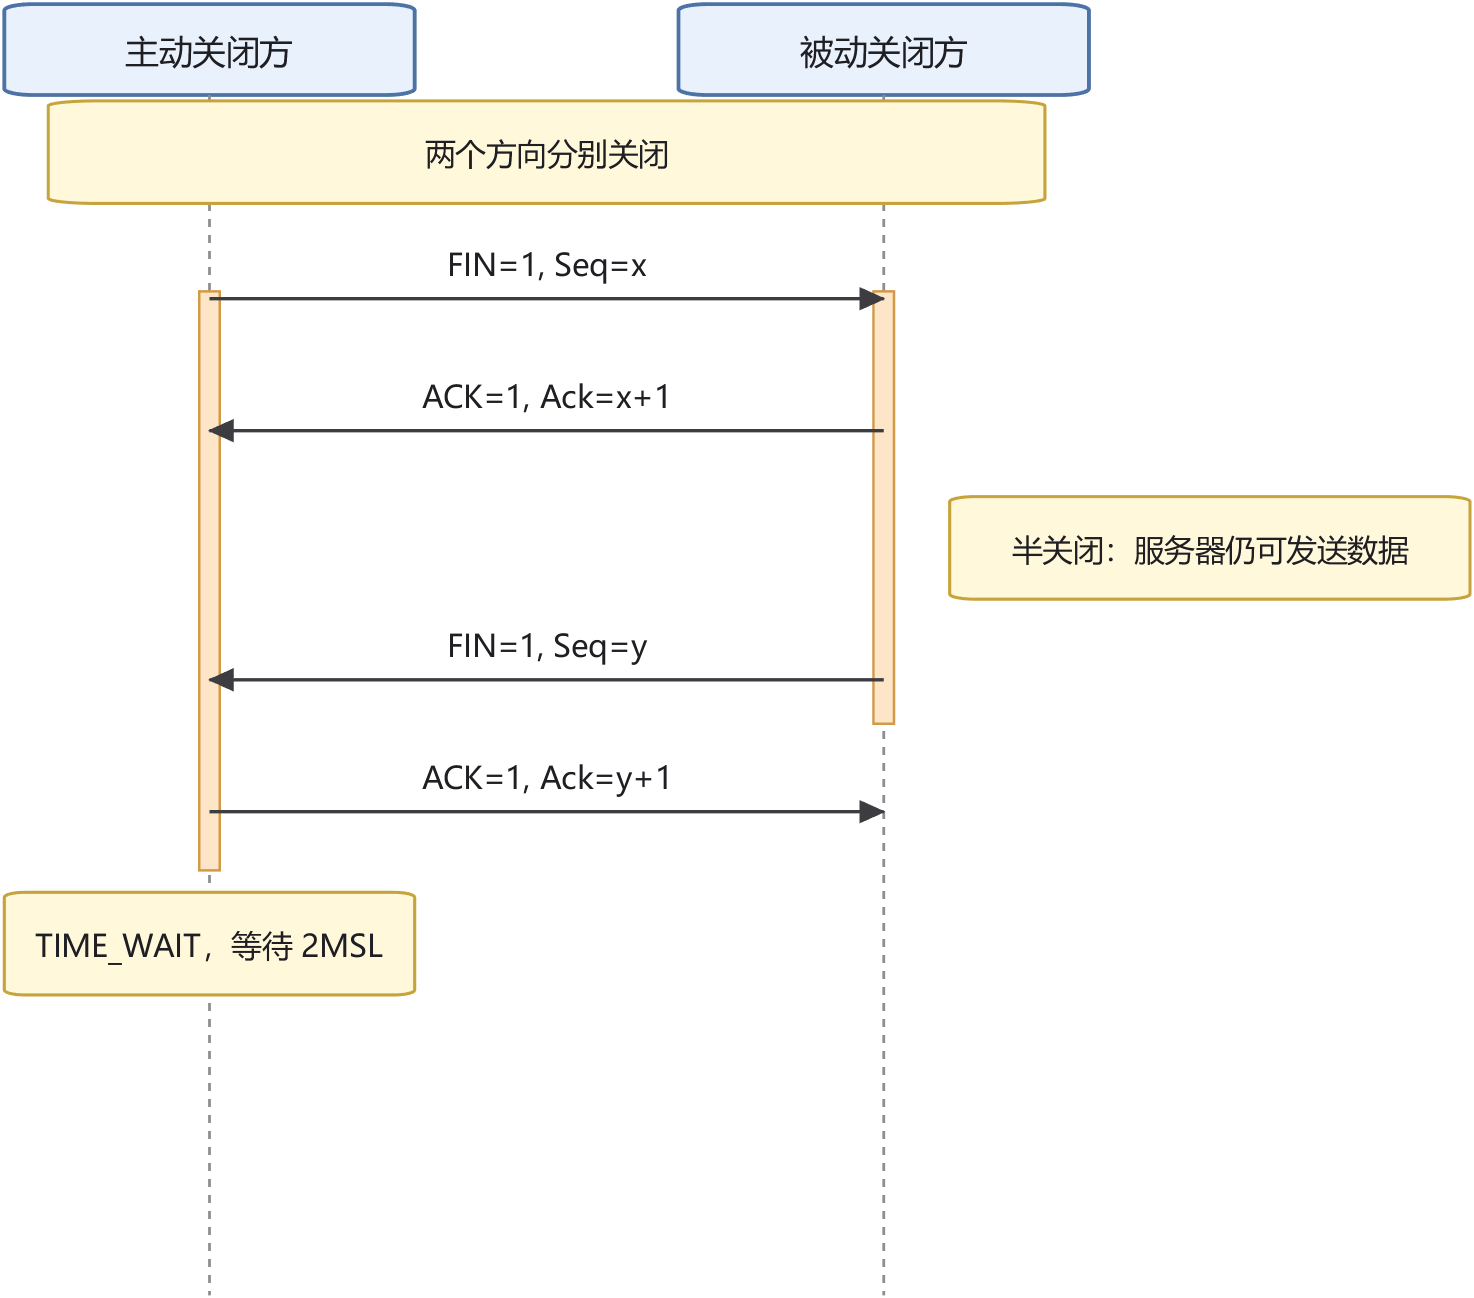 主动关闭方
被动关闭方
两个方向分别关闭
FIN=1, Seq=x
ACK=1, Ack=x+1
半关闭：服务器仍可发送数据
FIN=1, Seq=y
ACK=1, Ack=y+1
TIME_WAIT，等待 2MSL